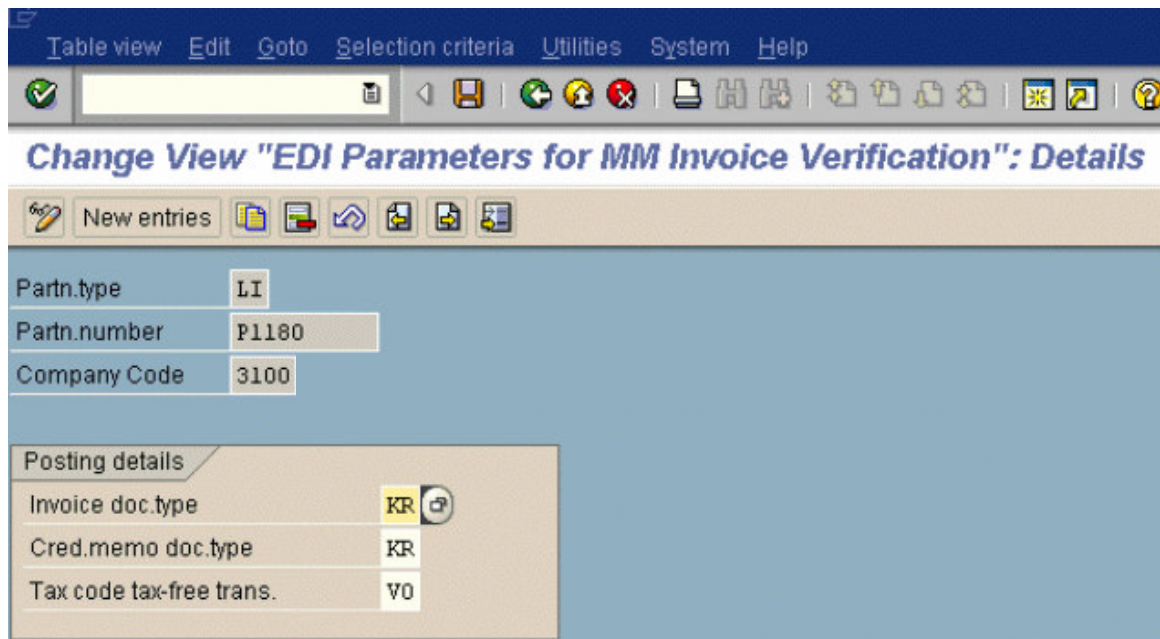 Table view Edit Goto Selection criteria Utilities System Help
Change View "EDI Parameters for MM Invoice Verification": Details
New entries
Partn.type LI
Partn.number P1180
Company Code 3100
Posting details
Invoice doc.type KR
Cred.memo doc.type KR
Tax code tax-free trans. V0